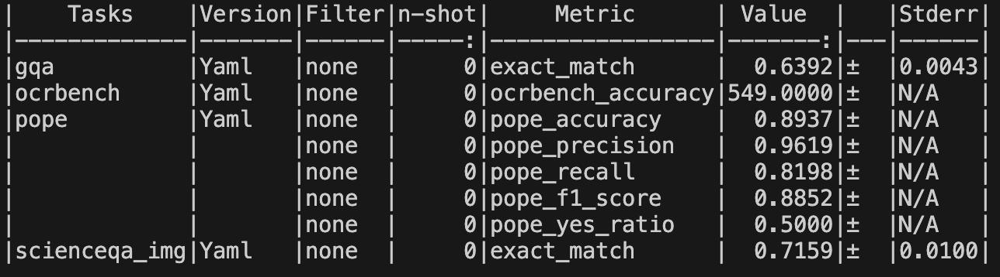 |    Tasks    |Version|Filter|n-shot|     Metric      | Value  |   |Stderr|
|-------------|-------|------|-----:|-----------------|-------:|---|------|
|gqa          |Yaml   |none  |     0|exact_match      |  0.6392|±  |0.0043|
|ocrbench     |Yaml   |none  |     0|ocrbench_accuracy|549.0000|±  |N/A   |
|pope         |Yaml   |none  |     0|pope_accuracy    |  0.8937|±  |N/A   |
|             |       |none  |     0|pope_precision   |  0.9619|±  |N/A   |
|             |       |none  |     0|pope_recall      |  0.8198|±  |N/A   |
|             |       |none  |     0|pope_f1_score    |  0.8852|±  |N/A   |
|             |       |none  |     0|pope_yes_ratio   |  0.5000|±  |N/A   |
|scienceqa_img|Yaml   |none  |     0|exact_match      |  0.7159|±  |0.0100|